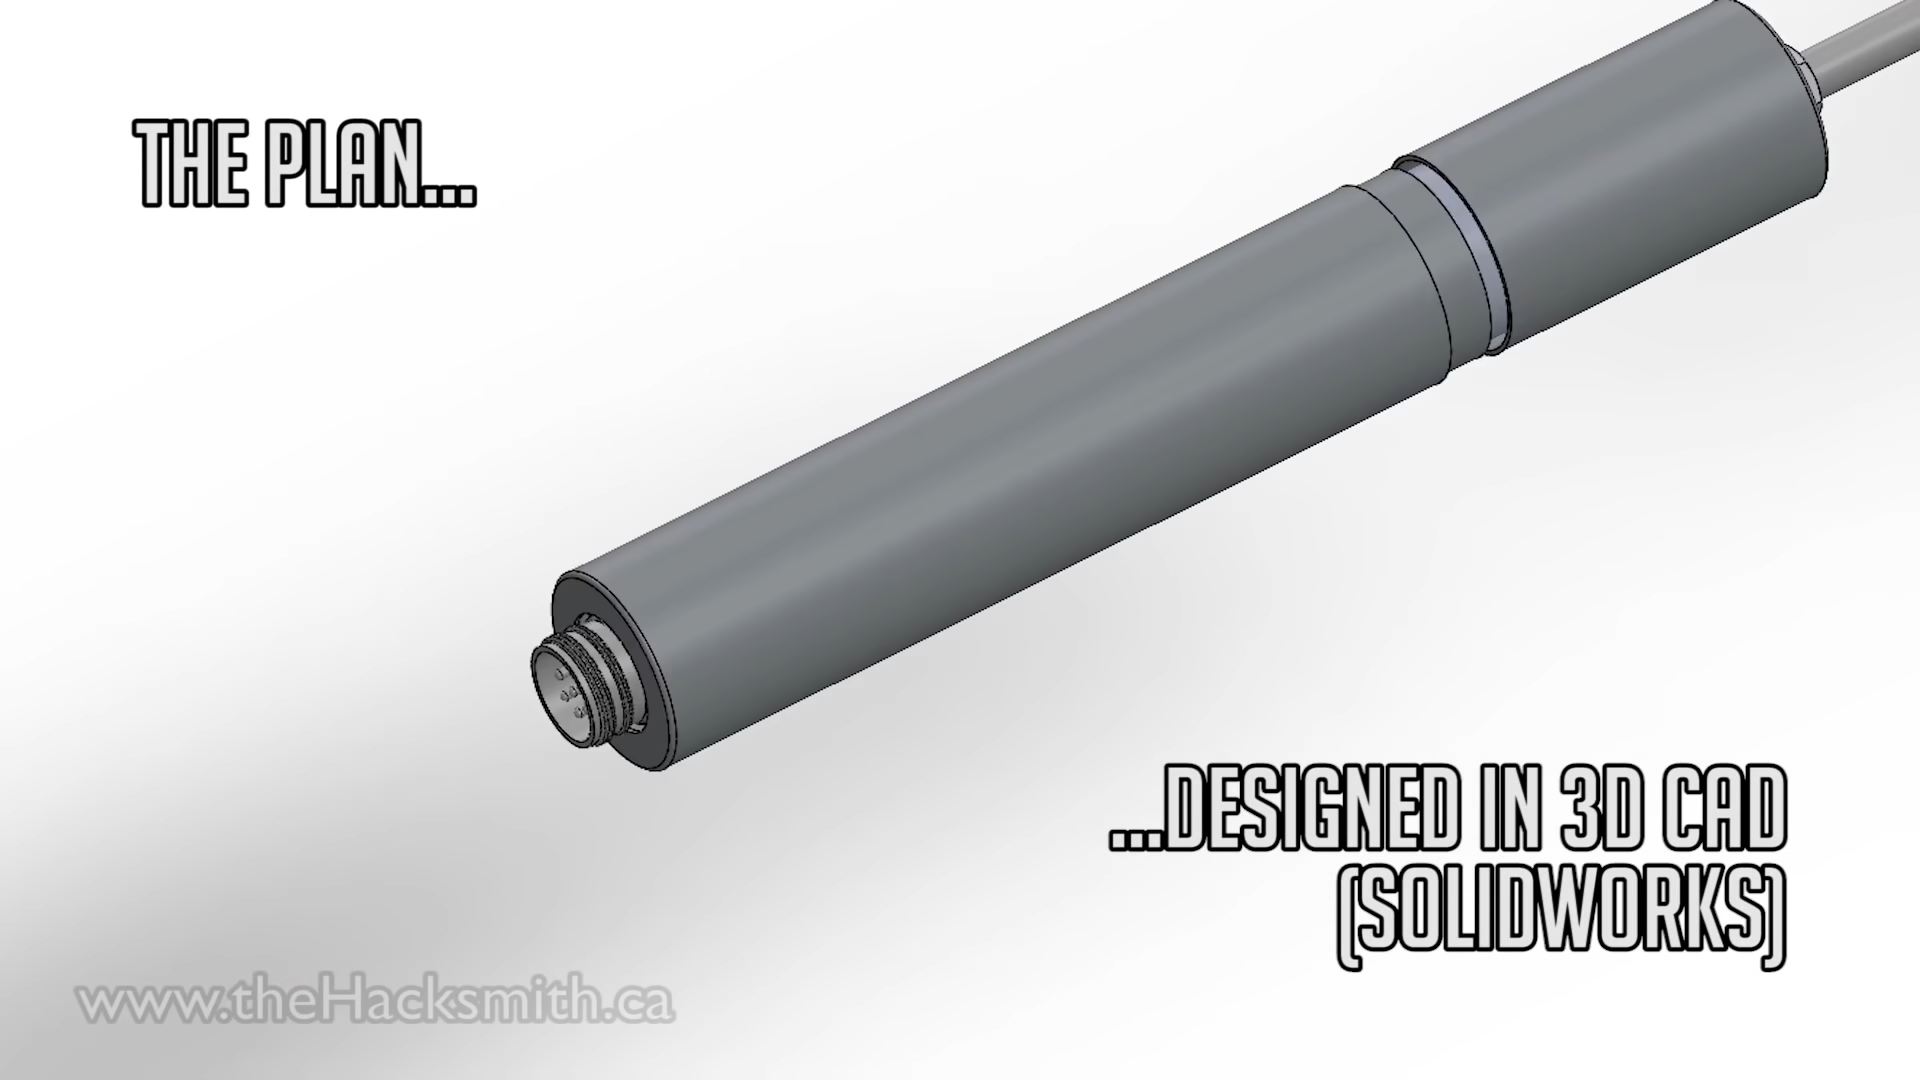 THE PLAN...
...DESIGNED IN 3D CAD
(SOLIDWORKS)
www.theHacksmith.ca